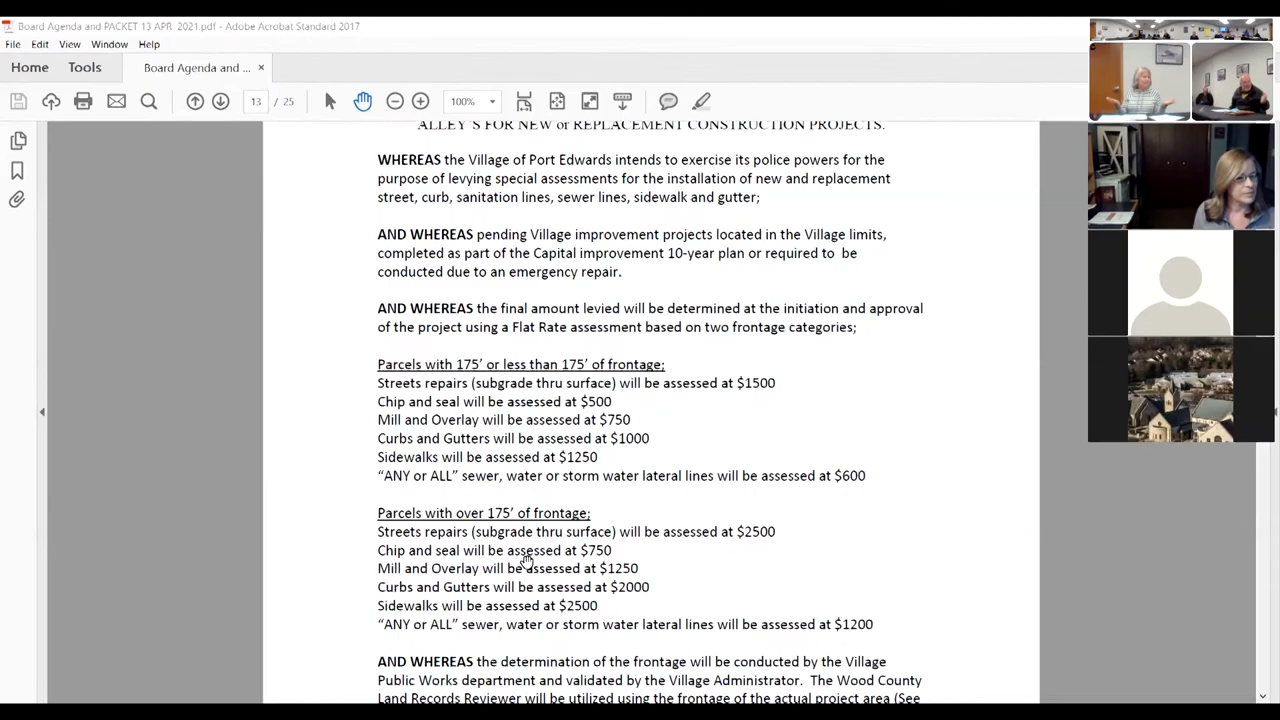 Board Agenda and PACKET 13 APR 2021.pdf - Adobe Acrobat Standard 2017
File Edit View Window Help
Home Tools Board Agenda and ... ×
13 / 25 100%
ALLEY'S FOR NEW or REPLACEMENT CONSTRUCTION PROJECTS.
WHEREAS the Village of Port Edwards intends to exercise its police powers for the
purpose of levying special assessments for the installation of new and replacement
street, curb, sanitation lines, sewer lines, sidewalk and gutter;
AND WHEREAS pending Village improvement projects located in the Village limits,
completed as part of the Capital improvement 10-year plan or required to be
conducted due to an emergency repair.
AND WHEREAS the final amount levied will be determined at the initiation and approval
of the project using a Flat Rate assessment based on two frontage categories;
Parcels with 175' or less than 175' of frontage;
Streets repairs (subgrade thru surface) will be assessed at $1500
Chip and seal will be assessed at $500
Mill and Overlay will be assessed at $750
Curbs and Gutters will be assessed at $1000
Sidewalks will be assessed at $1250
“ANY or ALL” sewer, water or storm water lateral lines will be assessed at $600
Parcels with over 175' of frontage;
Streets repairs (subgrade thru surface) will be assessed at $2500
Chip and seal will be assessed at $750
Mill and Overlay will be assessed at $1250
Curbs and Gutters will be assessed at $2000
Sidewalks will be assessed at $2500
“ANY or ALL” sewer, water or storm water lateral lines will be assessed at $1200
AND WHEREAS the determination of the frontage will be conducted by the Village
Public Works department and validated by the Village Administrator. The Wood County
Land Records Reviewer will be utilized using the frontage of the actual project area (See